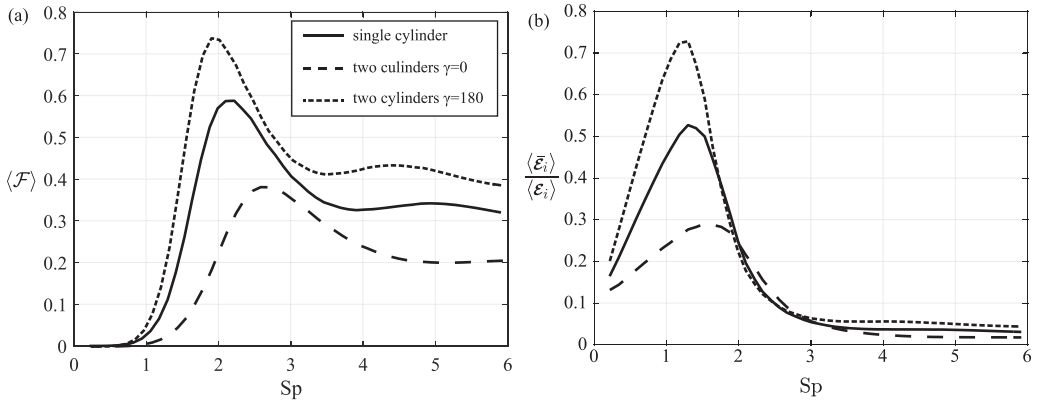 (a)
0.8
0.7
0.6
0.5
0.4
0.3
0.2
0.1
0
⟨ℱ⟩
single cylinder
two culinders γ=0
two cylinders γ=180
0 1 2 3 4 5 6
Sp
(b)
0.8
0.7
0.6
0.5
0.4
0.3
0.2
0.1
0
⟨ℰ̄ᵢ⟩
⟨ℰᵢ⟩
0 1 2 3 4 5 6
Sp